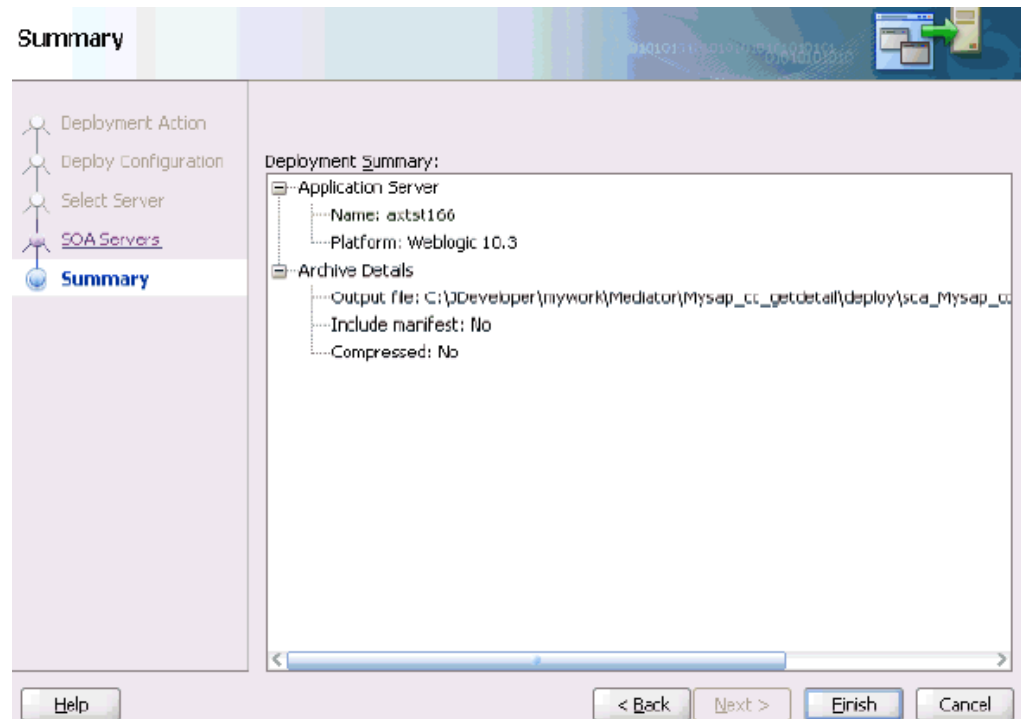 Summary
Deployment Action
Deploy Configuration
Select Server
SOA Servers
Summary
Deployment Summary:
Application Server
Name: axtst166
Platform: Weblogic 10.3
Archive Details
Output file: C:\JDeveloper\mywork\Mediator\Mysap_cc_getdetail\deploy\sca_Mysap_cc
Include manifest: No
Compressed: No
Help
< Back
Next >
Finish
Cancel